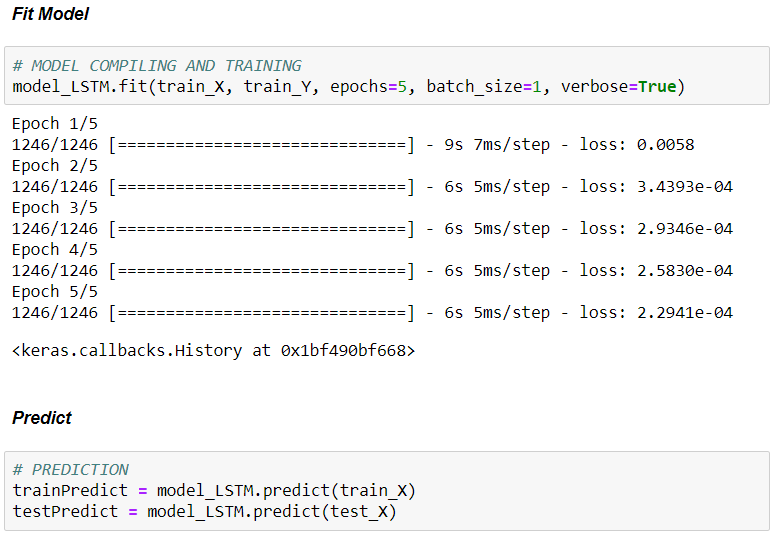 Fit Model
# MODEL COMPILING AND TRAINING
model_LSTM.fit(train_X, train_Y, epochs=5, batch_size=1, verbose=True)
Epoch 1/5
1246/1246 [==============================] - 9s 7ms/step - loss: 0.0058
Epoch 2/5
1246/1246 [==============================] - 6s 5ms/step - loss: 3.4393e-04
Epoch 3/5
1246/1246 [==============================] - 6s 5ms/step - loss: 2.9346e-04
Epoch 4/5
1246/1246 [==============================] - 6s 5ms/step - loss: 2.5830e-04
Epoch 5/5
1246/1246 [==============================] - 6s 5ms/step - loss: 2.2941e-04
<keras.callbacks.History at 0x1bf490bf668>
Predict
# PREDICTION
trainPredict = model_LSTM.predict(train_X)
testPredict = model_LSTM.predict(test_X)